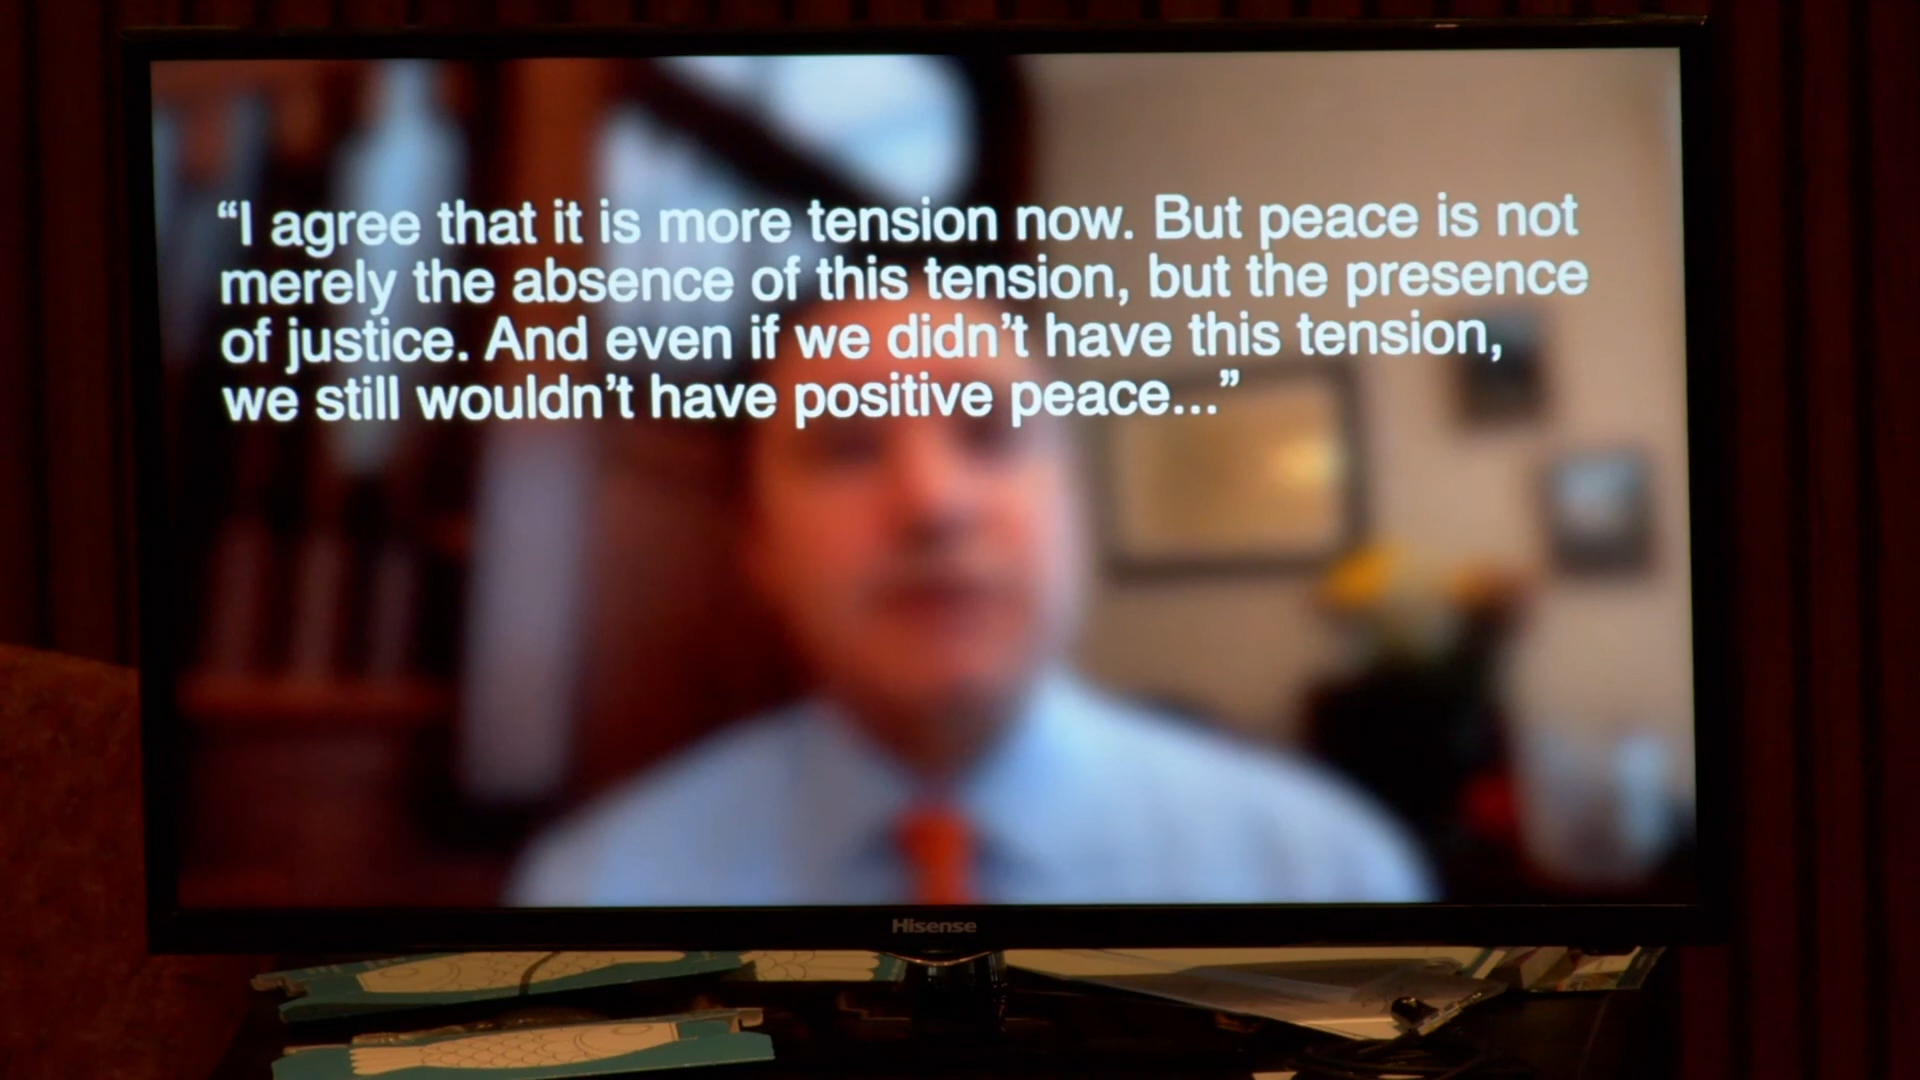 “I agree that it is more tension now. But peace is not
merely the absence of this tension, but the presence
of justice. And even if we didn’t have this tension,
we still wouldn’t have positive peace...”
Hisense